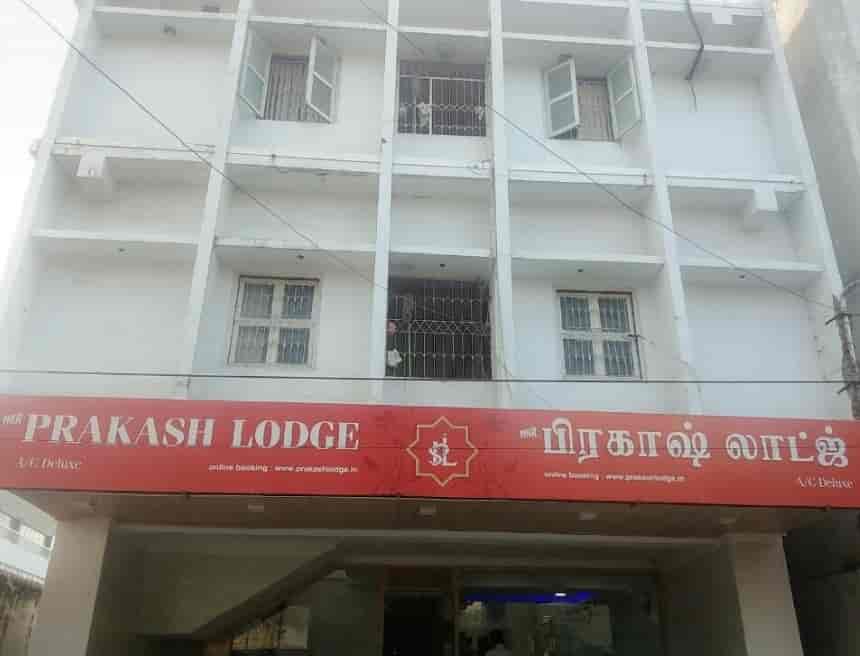 PRAKASH LODGE
A/C Deluxe
online booking : www.prakashlodge.in
SL
பிரகாஷ் லாட்ஜ்
online booking : www.prakashlodge.in
A/C Deluxe